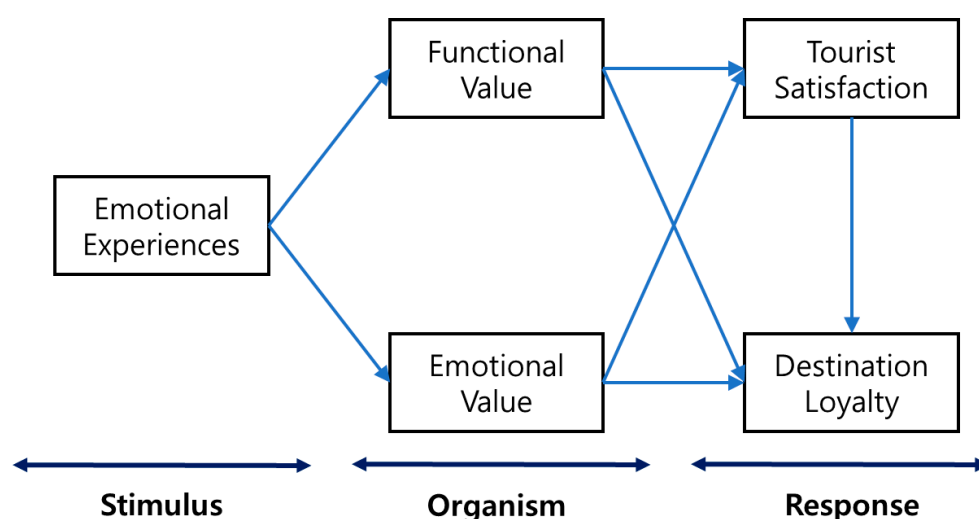 Functional
Value
Tourist
Satisfaction
Emotional
Experiences
Emotional
Value
Destination
Loyalty
Stimulus
Organism
Response